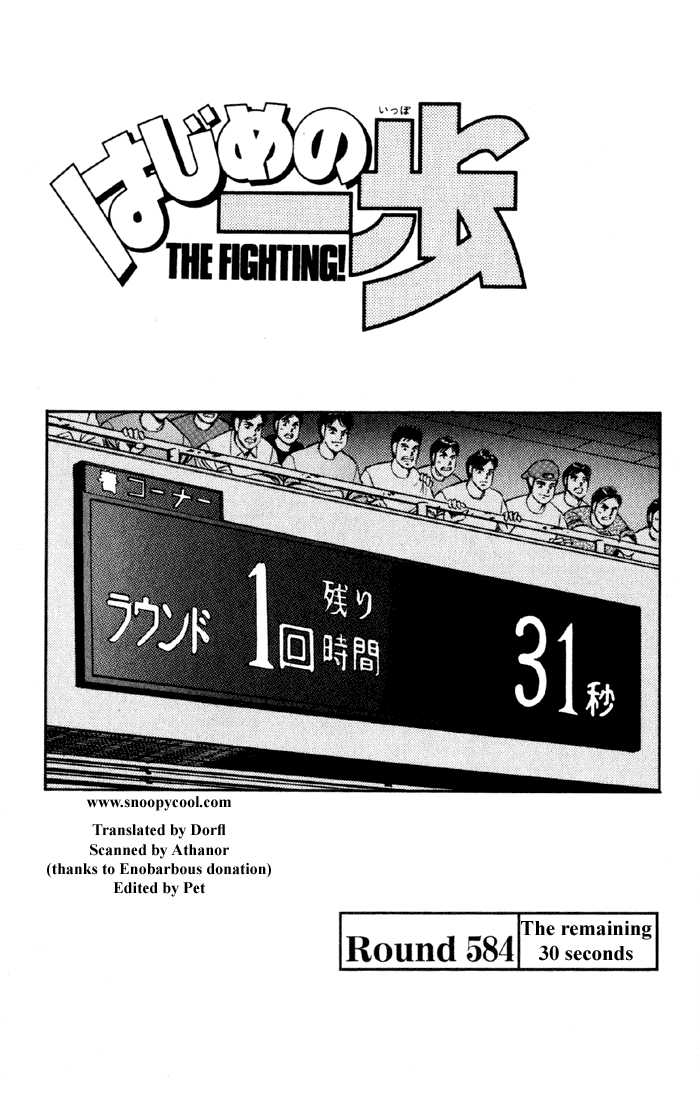 いっぽ
はじめの一歩
THE FIGHTING!
青コーナー
ラウンド 1回 残り時間 31秒
www.snoopycool.com
Translated by Dorfl
Scanned by Athanor
(thanks to Enobarbous donation)
Edited by Pet
Round 584
The remaining
30 seconds